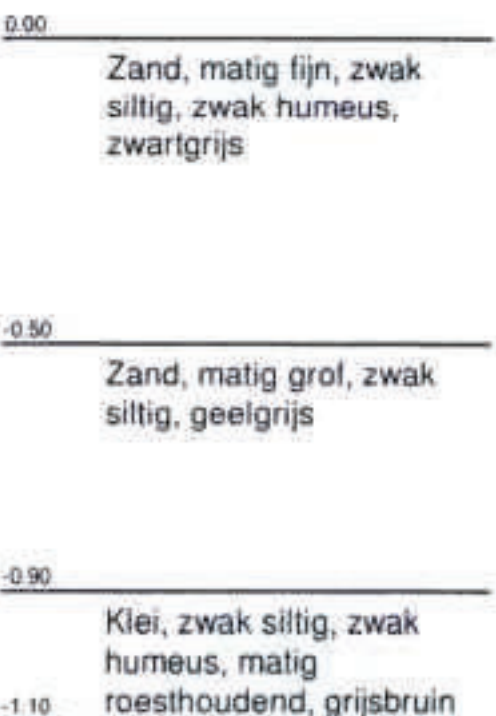 0.00
Zand, matig fijn, zwak
siltig, zwak humeus,
zwartgrijs
-0.50
Zand, matig grof, zwak
siltig, geelgrijs
-0.90
Klei, zwak siltig, zwak
humeus, matig
-1.10 roesthoudend, grijsbruin